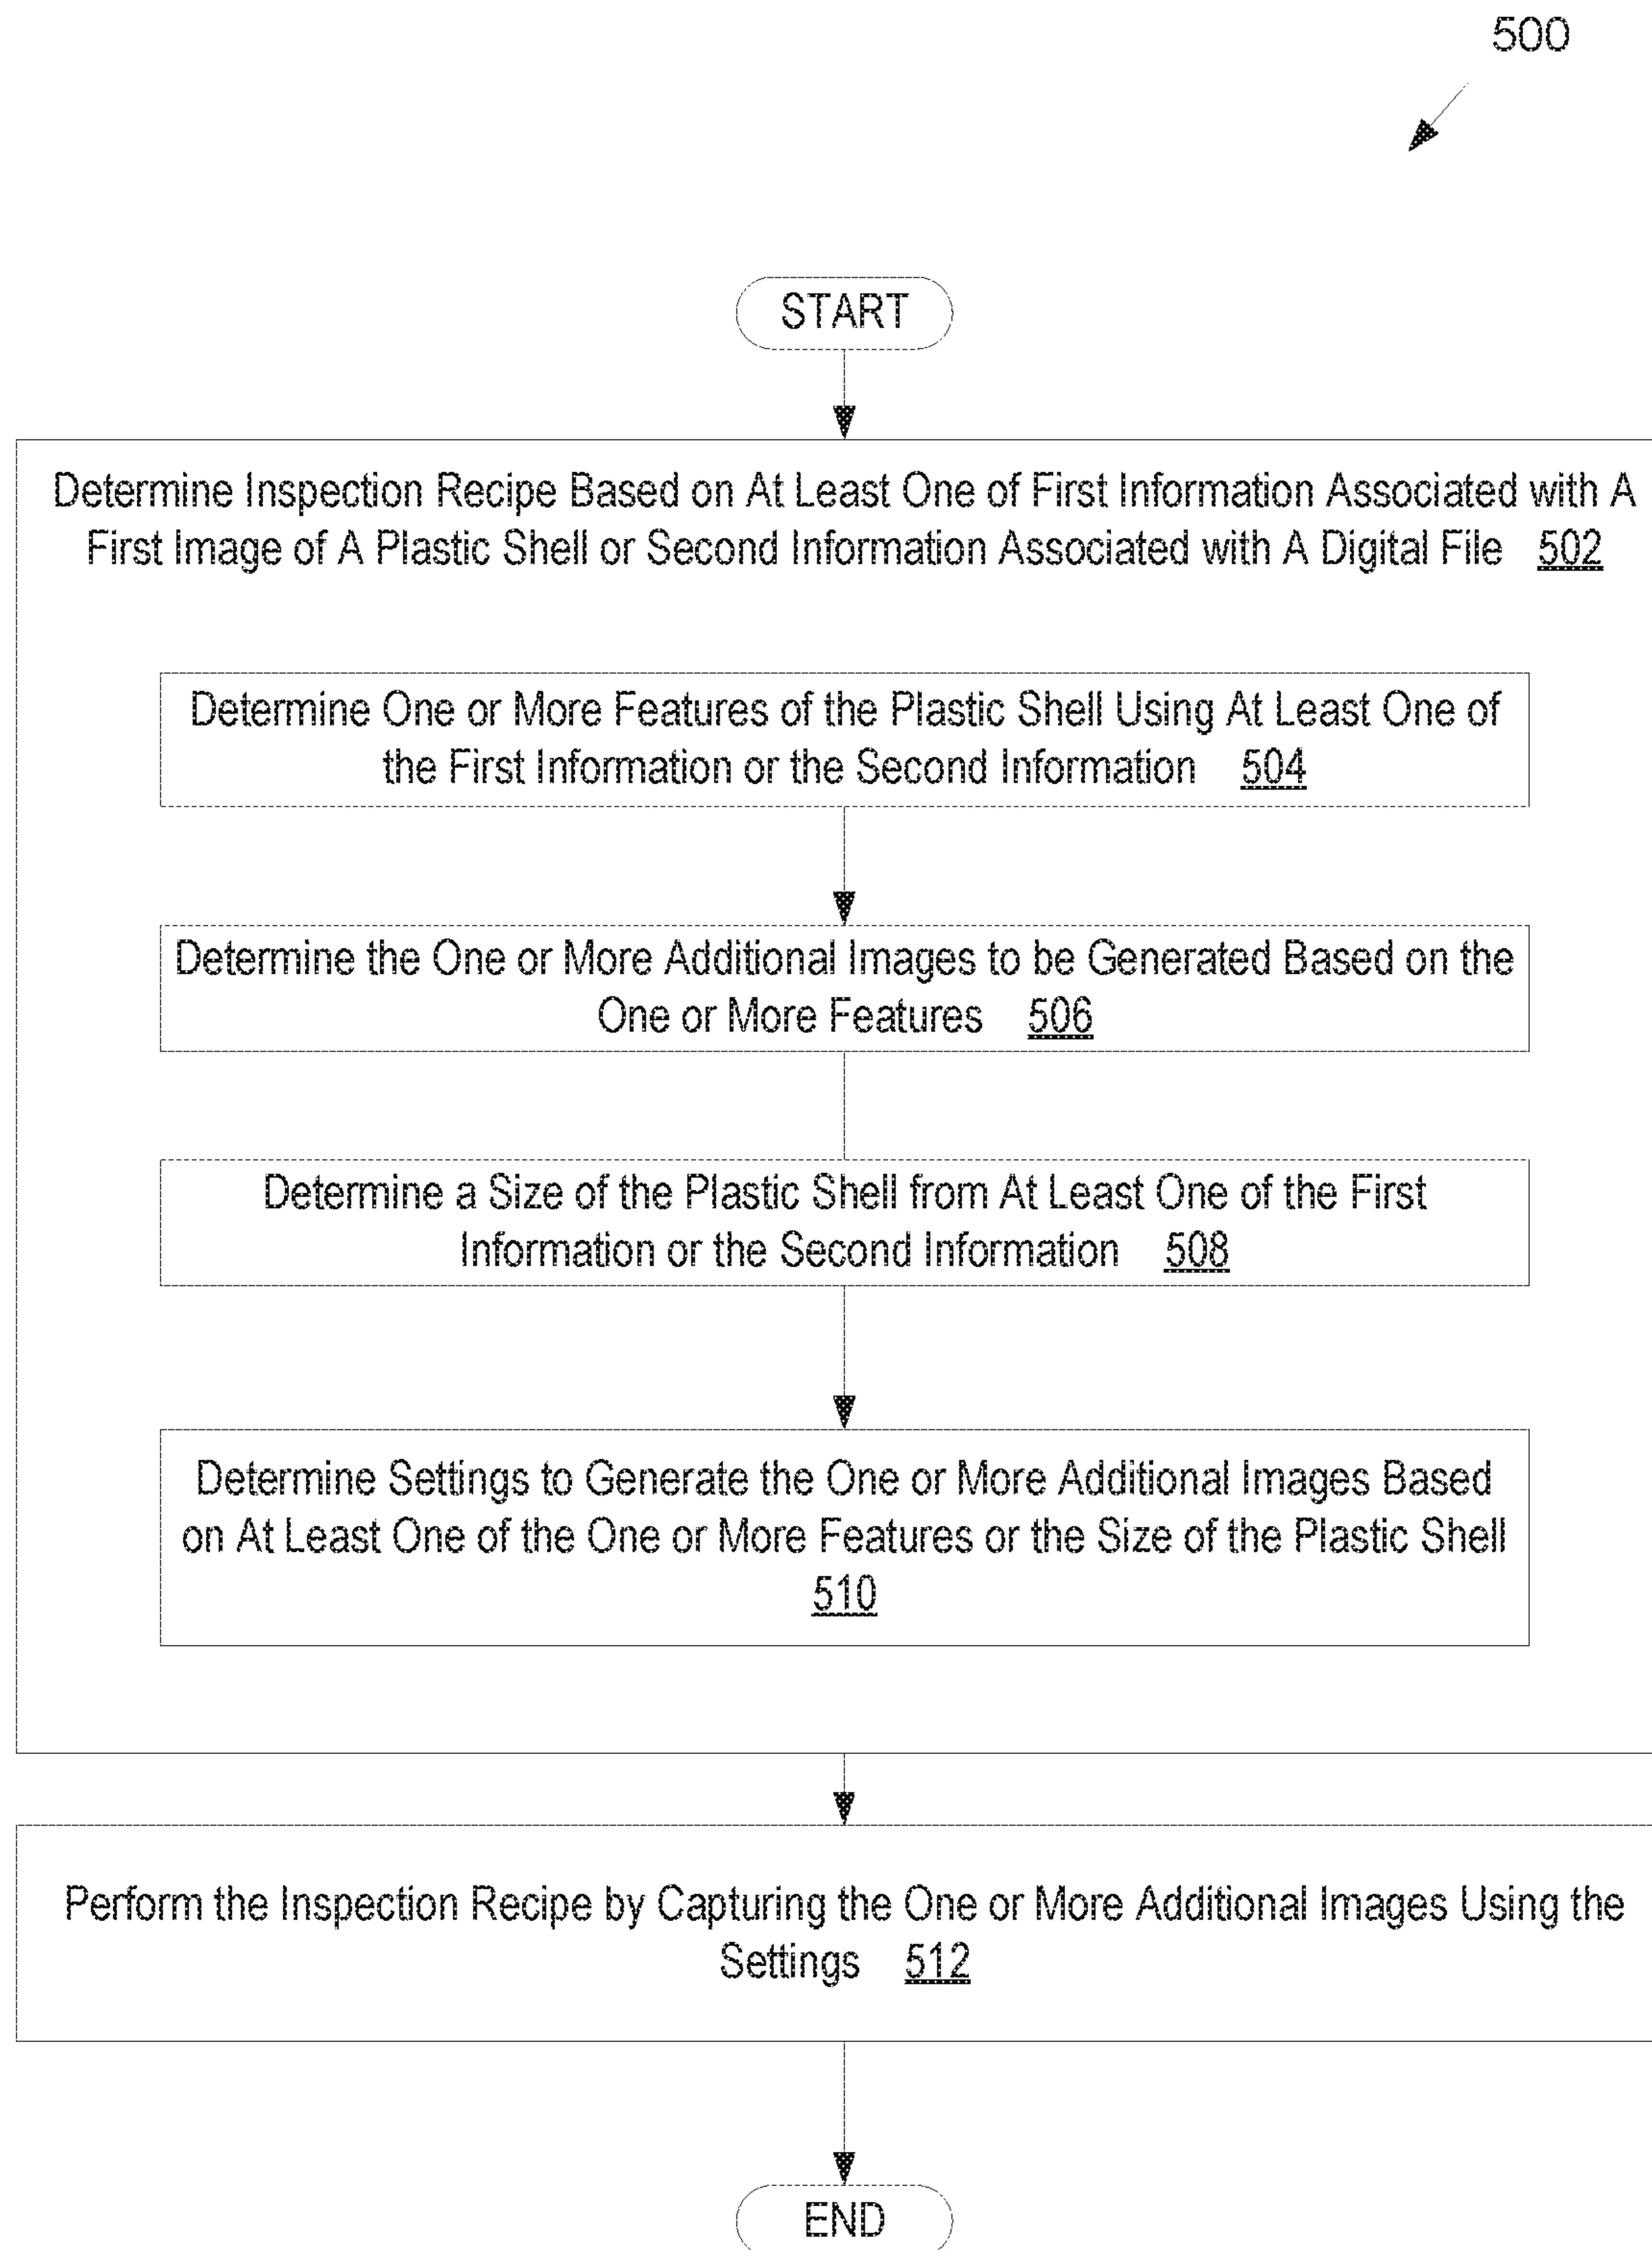 500
START
Determine Inspection Recipe Based on At Least One of First Information Associated with A
First Image of A Plastic Shell or Second Information Associated with A Digital File 502
Determine One or More Features of the Plastic Shell Using At Least One of
the First Information or the Second Information 504
Determine the One or More Additional Images to be Generated Based on the
One or More Features 506
Determine a Size of the Plastic Shell from At Least One of the First
Information or the Second Information 508
Determine Settings to Generate the One or More Additional Images Based
on At Least One of the One or More Features or the Size of the Plastic Shell
510
Perform the Inspection Recipe by Capturing the One or More Additional Images Using the
Settings 512
END